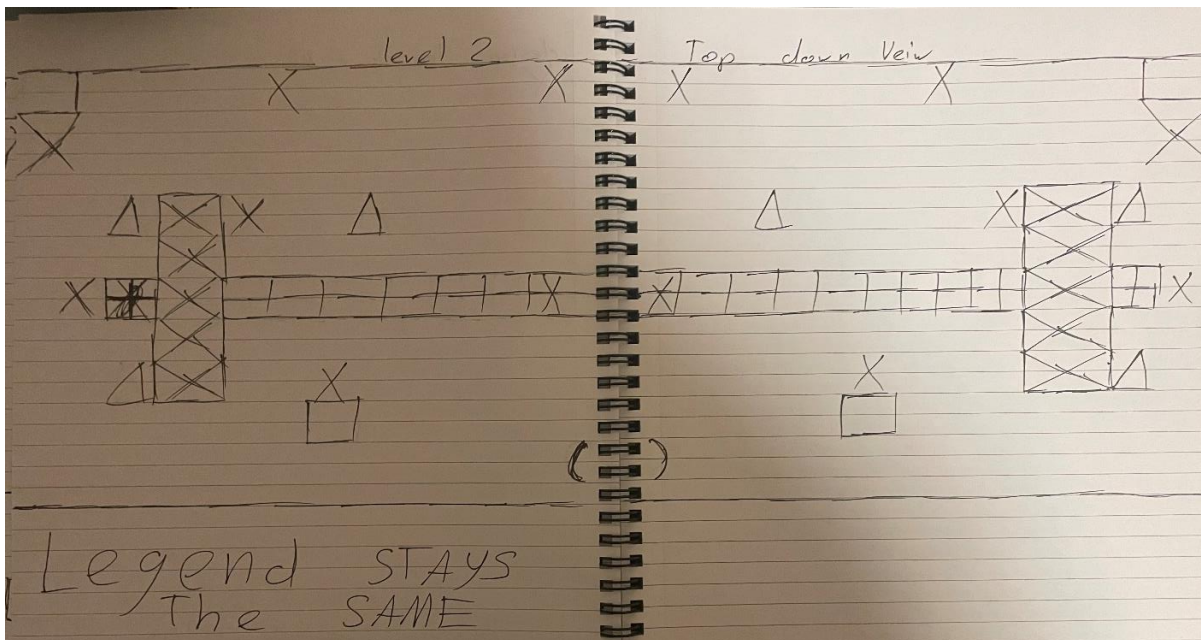 level 2
Top down Veiw
X X X X
X X
Δ X Δ Δ X Δ
X X X X X
Δ X X Δ
( )
Legend STAYS
The SAME